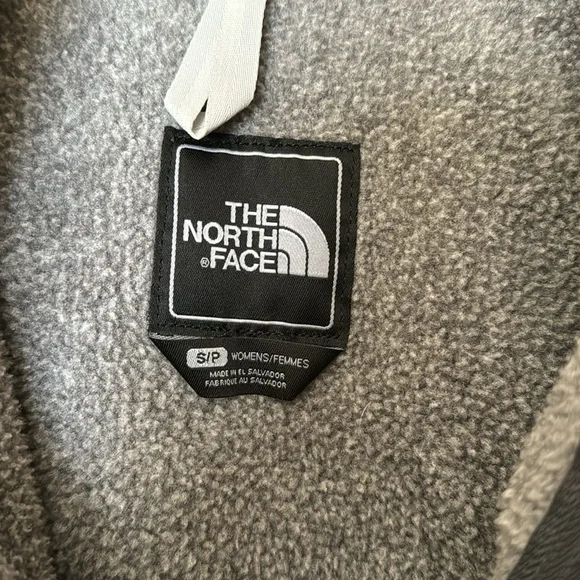 THE
NORTH
® FACE
S/P WOMENS/FEMMES
MADE IN EL SALVADOR
FABRIQUE AU SALVADOR